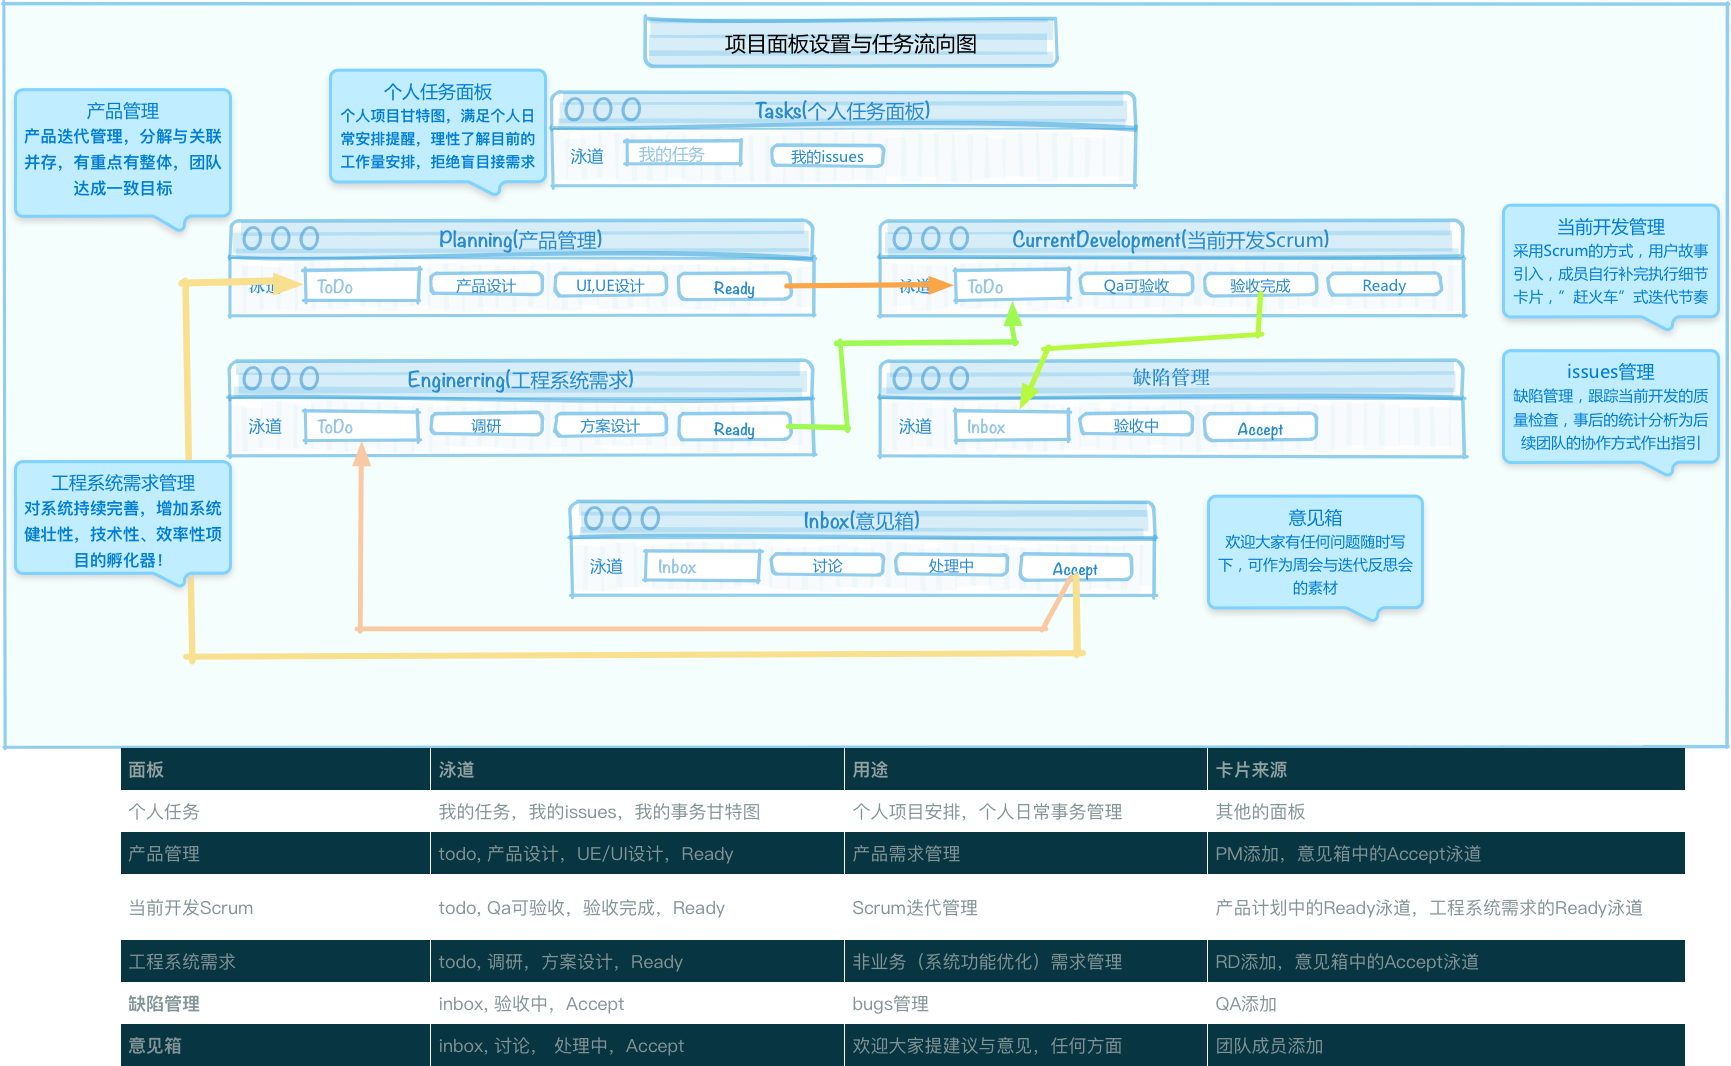 项目面板设置与任务流向图
个人任务面板
个人项目甘特图，满足个人日
常安排提醒，理性了解目前的
工作量安排，拒绝盲目接需求
产品管理
产品迭代管理，分解与关联
并存，有重点有整体，团队
达成一致目标
Tasks(个人任务面板)
泳道 我的任务 我的issues
Planning(产品管理)
泳道 ToDo 产品设计 UI,UE设计 Ready
CurrentDevelopment(当前开发Scrum)
泳道 ToDo Qa可验收 验收完成 Ready
当前开发管理
采用Scrum的方式，用户故事
引入，成员自行补完执行细节
卡片，”赶火车”式迭代节奏
Enginerring(工程系统需求)
泳道 ToDo 调研 方案设计 Ready
缺陷管理
泳道 Inbox 验收中 Accept
issues管理
缺陷管理，跟踪当前开发的质
量检查，事后的统计分析为后
续团队的协作方式作出指引
工程系统需求管理
对系统持续完善，增加系统
健壮性，技术性、效率性项
目的孵化器！
Inbox(意见箱)
泳道 Inbox 讨论 处理中 Accept
意见箱
欢迎大家有任何问题随时写
下，可作为周会与迭代反思会
的素材
面板 泳道 用途 卡片来源
个人任务 我的任务，我的issues，我的事务甘特图 个人项目安排，个人日常事务管理 其他的面板
产品管理 todo, 产品设计，UE/UI设计，Ready 产品需求管理 PM添加，意见箱中的Accept泳道
当前开发Scrum todo, Qa可验收，验收完成，Ready Scrum迭代管理 产品计划中的Ready泳道，工程系统需求的Ready泳道
工程系统需求 todo, 调研，方案设计，Ready 非业务（系统功能优化）需求管理 RD添加，意见箱中的Accept泳道
缺陷管理 inbox, 验收中，Accept bugs管理 QA添加
意见箱 inbox, 讨论， 处理中，Accept 欢迎大家提建议与意见，任何方面 团队成员添加